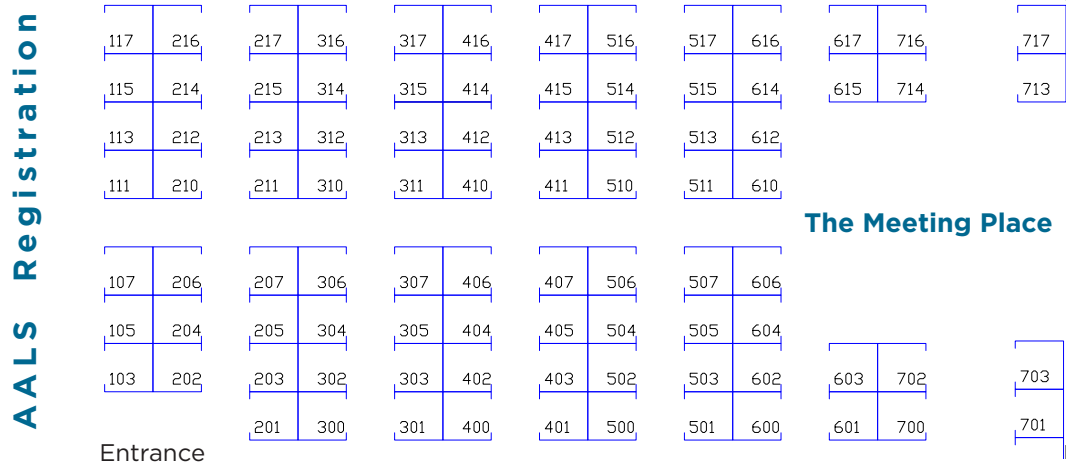 AALS Registration
117 216 217 316 317 416 417 516 517 616 617 716 717
115 214 215 314 315 414 415 514 515 614 615 714 713
113 212 213 312 313 412 413 512 513 612
111 210 211 310 311 410 411 510 511 610
The Meeting Place
107 206 207 306 307 406 407 506 507 606
105 204 205 304 305 404 405 504 505 604
103 202 203 302 303 402 403 502 503 602 603 702 703
201 300 301 400 401 500 501 600 601 700 701
Entrance